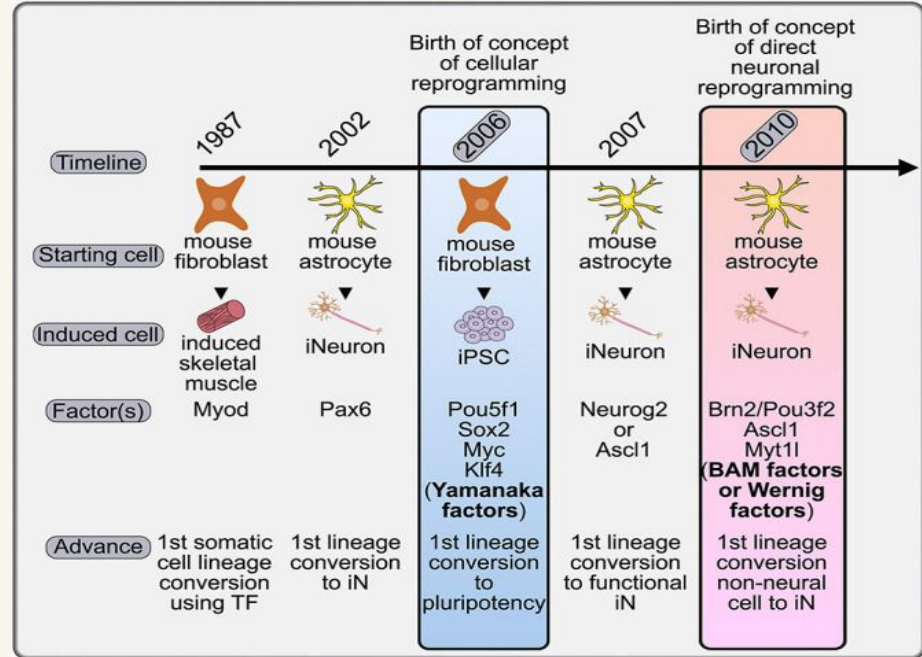 Birth of concept
of cellular
reprogramming
Birth of concept
of direct
neuronal
reprogramming
Timeline
1987
2002
2006
2007
2010
Starting cell
mouse
fibroblast
mouse
astrocyte
mouse
fibroblast
mouse
astrocyte
mouse
astrocyte
Induced cell
induced
skeletal
muscle
iNeuron
iPSC
iNeuron
iNeuron
Factor(s)
Myod
Pax6
Pou5f1
Sox2
Myc
Klf4
(Yamanaka
factors)
Neurog2
or
Ascl1
Brn2/Pou3f2
Ascl1
Myt1l
(BAM factors
or Wernig
factors)
Advance
1st somatic
cell lineage
conversion
using TF
1st lineage
conversion
to iN
1st lineage
conversion
to
pluripotency
1st lineage
conversion
to functional
iN
1st lineage
conversion
non-neural
cell to iN